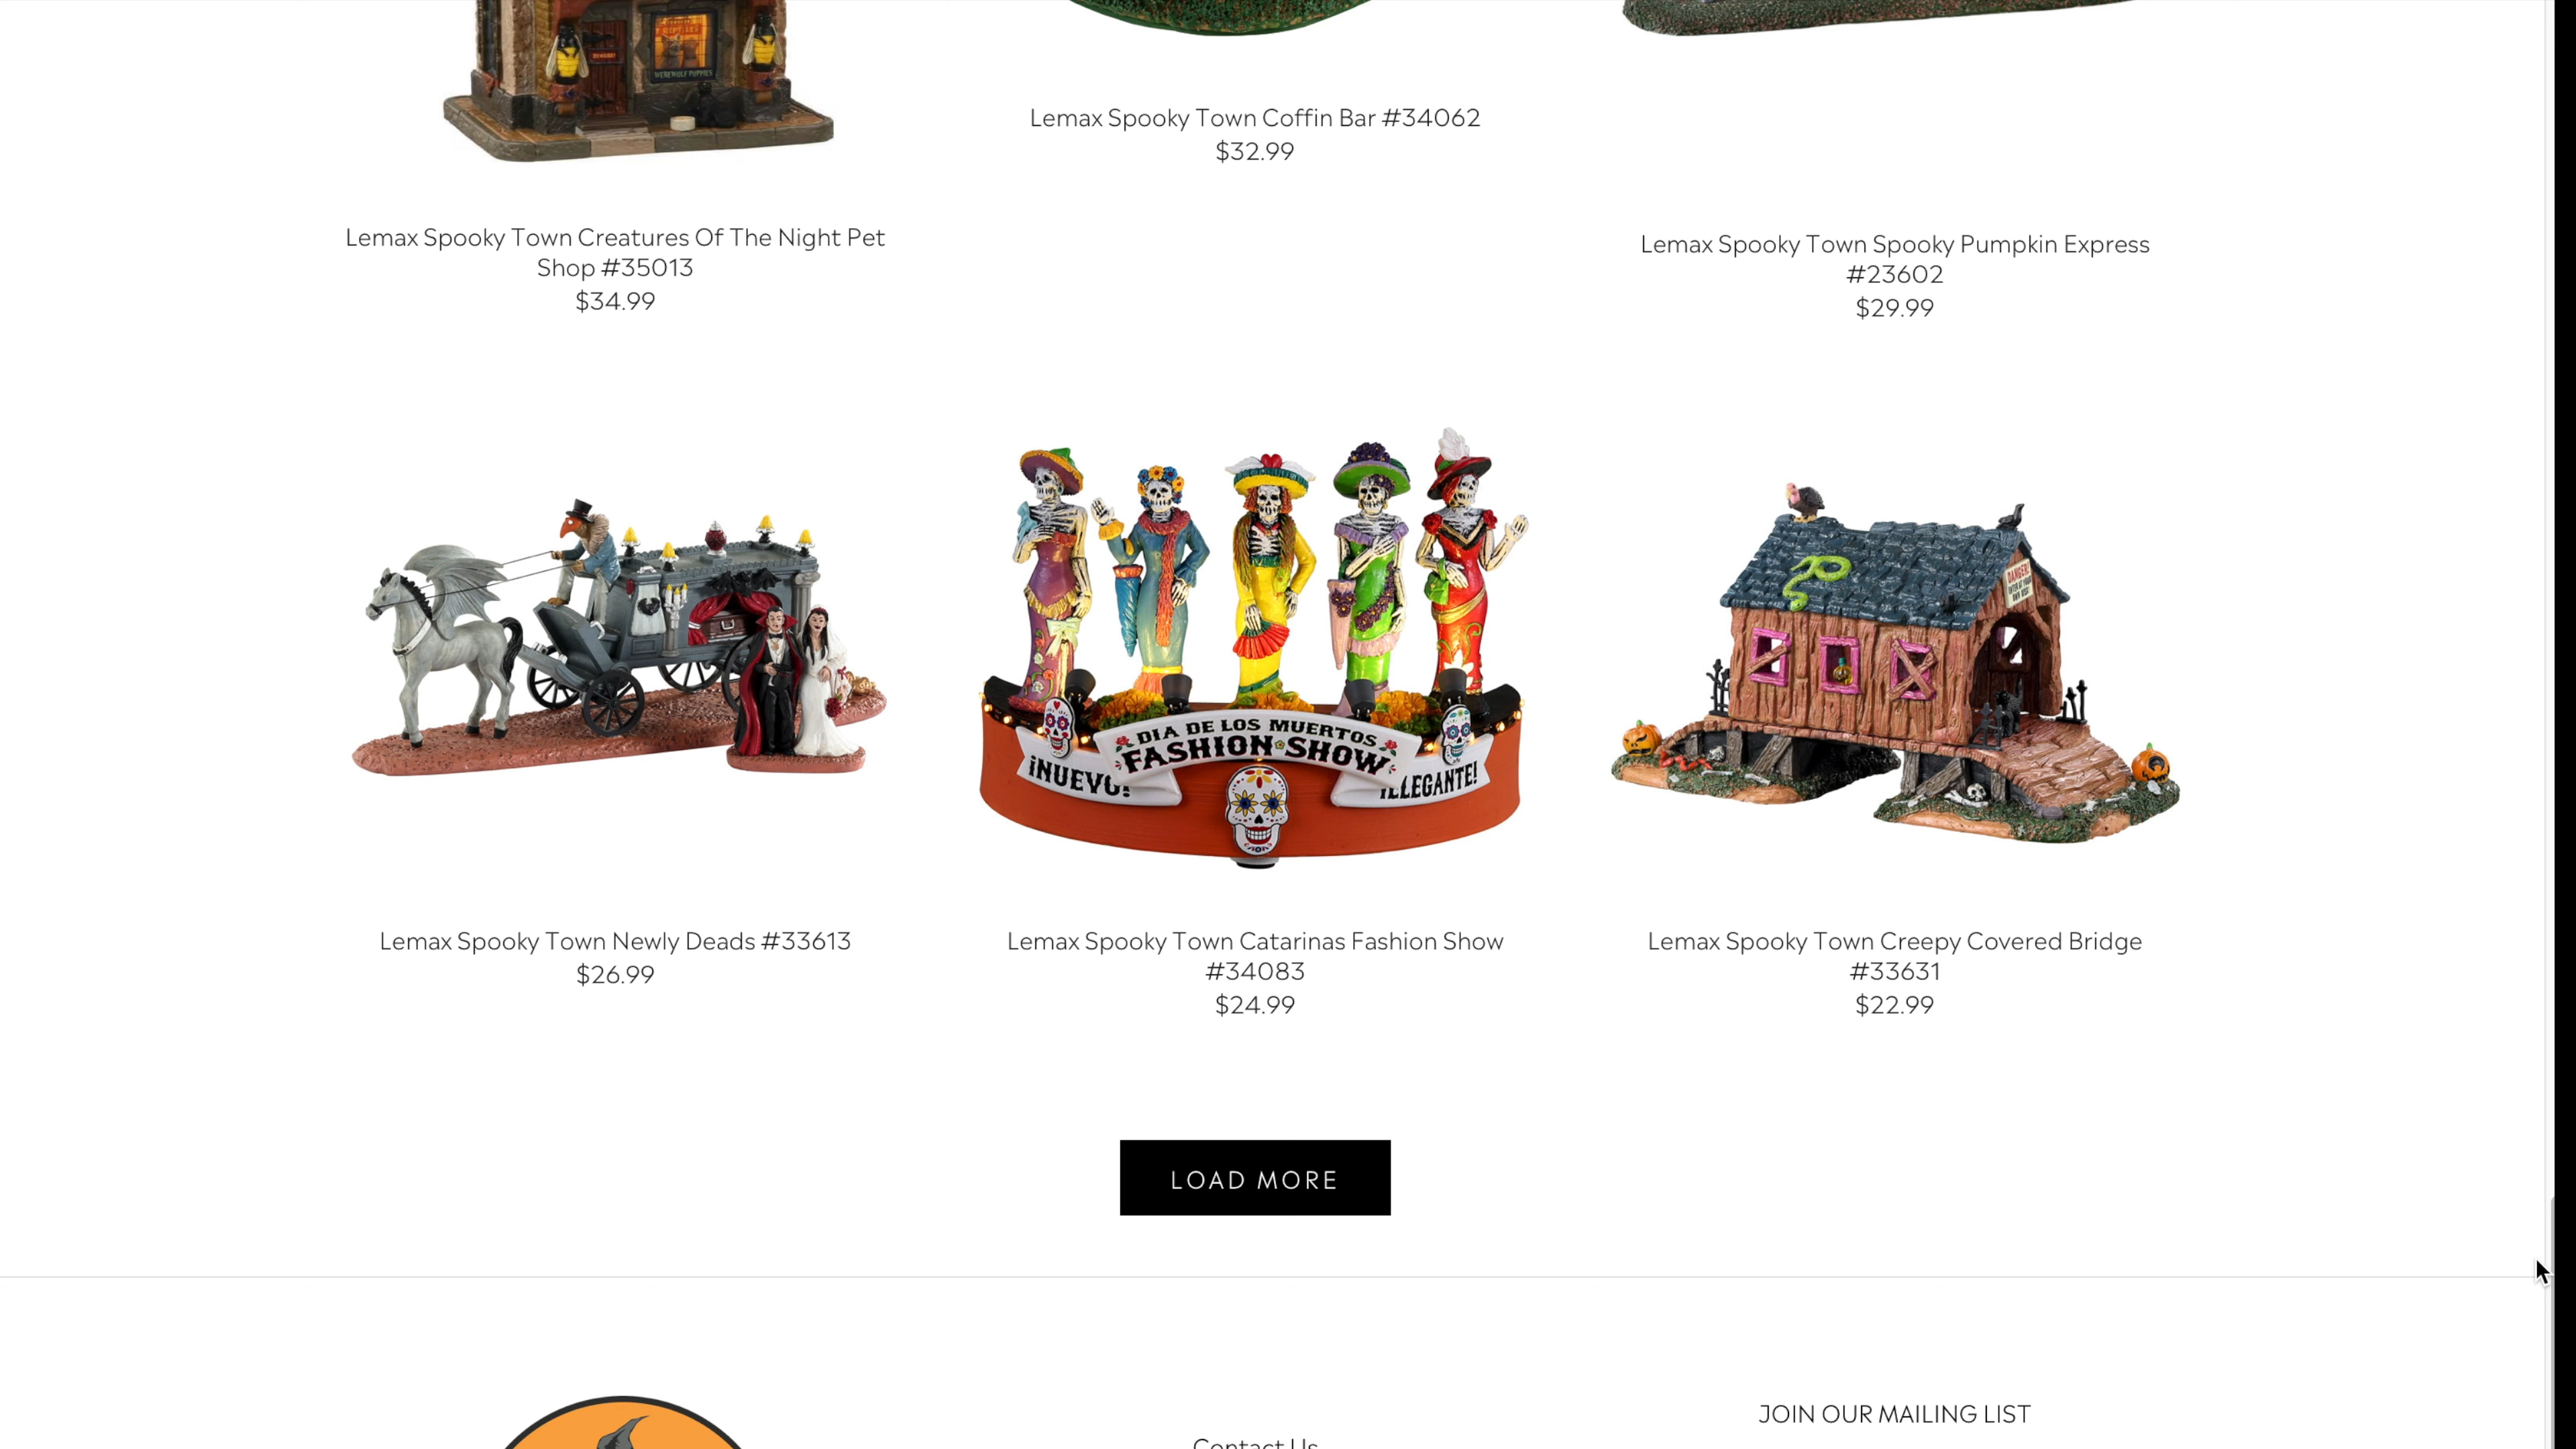 WEREWOLF PUPPIES
Lemax Spooky Town Coffin Bar #34062
$32.99
Lemax Spooky Town Creatures Of The Night Pet
Shop #35013
$34.99
Lemax Spooky Town Spooky Pumpkin Express
#23602
$29.99
DANGER!
DIA DE LOS MUERTOS
FASHION SHOW
¡NUEVO!
Lemax Spooky Town Newly Deads #33613
$26.99
Lemax Spooky Town Catarinas Fashion Show
#34083
$24.99
Lemax Spooky Town Creepy Covered Bridge
#33631
$22.99
LOAD MORE
JOIN OUR MAILING LIST
Contact Us